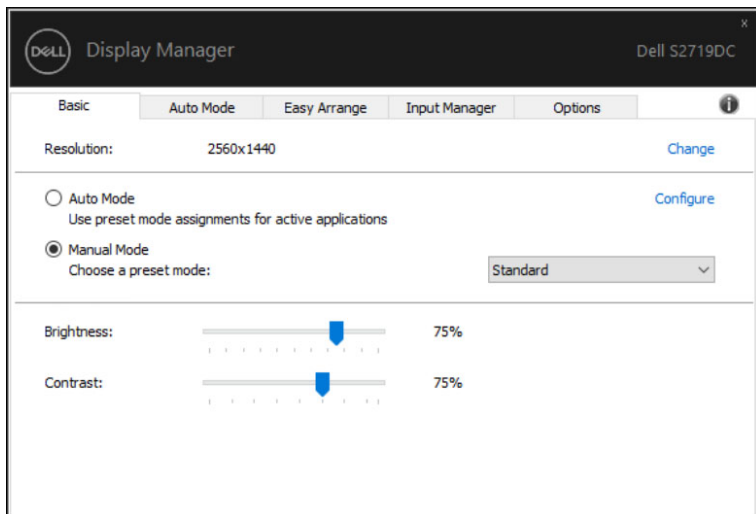 x
DELL Display Manager Dell S2719DC
Basic Auto Mode Easy Arrange Input Manager Options i
Resolution: 2560x1440 Change
Auto Mode Configure
Use preset mode assignments for active applications
Manual Mode
Choose a preset mode: Standard
Brightness: 75%
Contrast: 75%